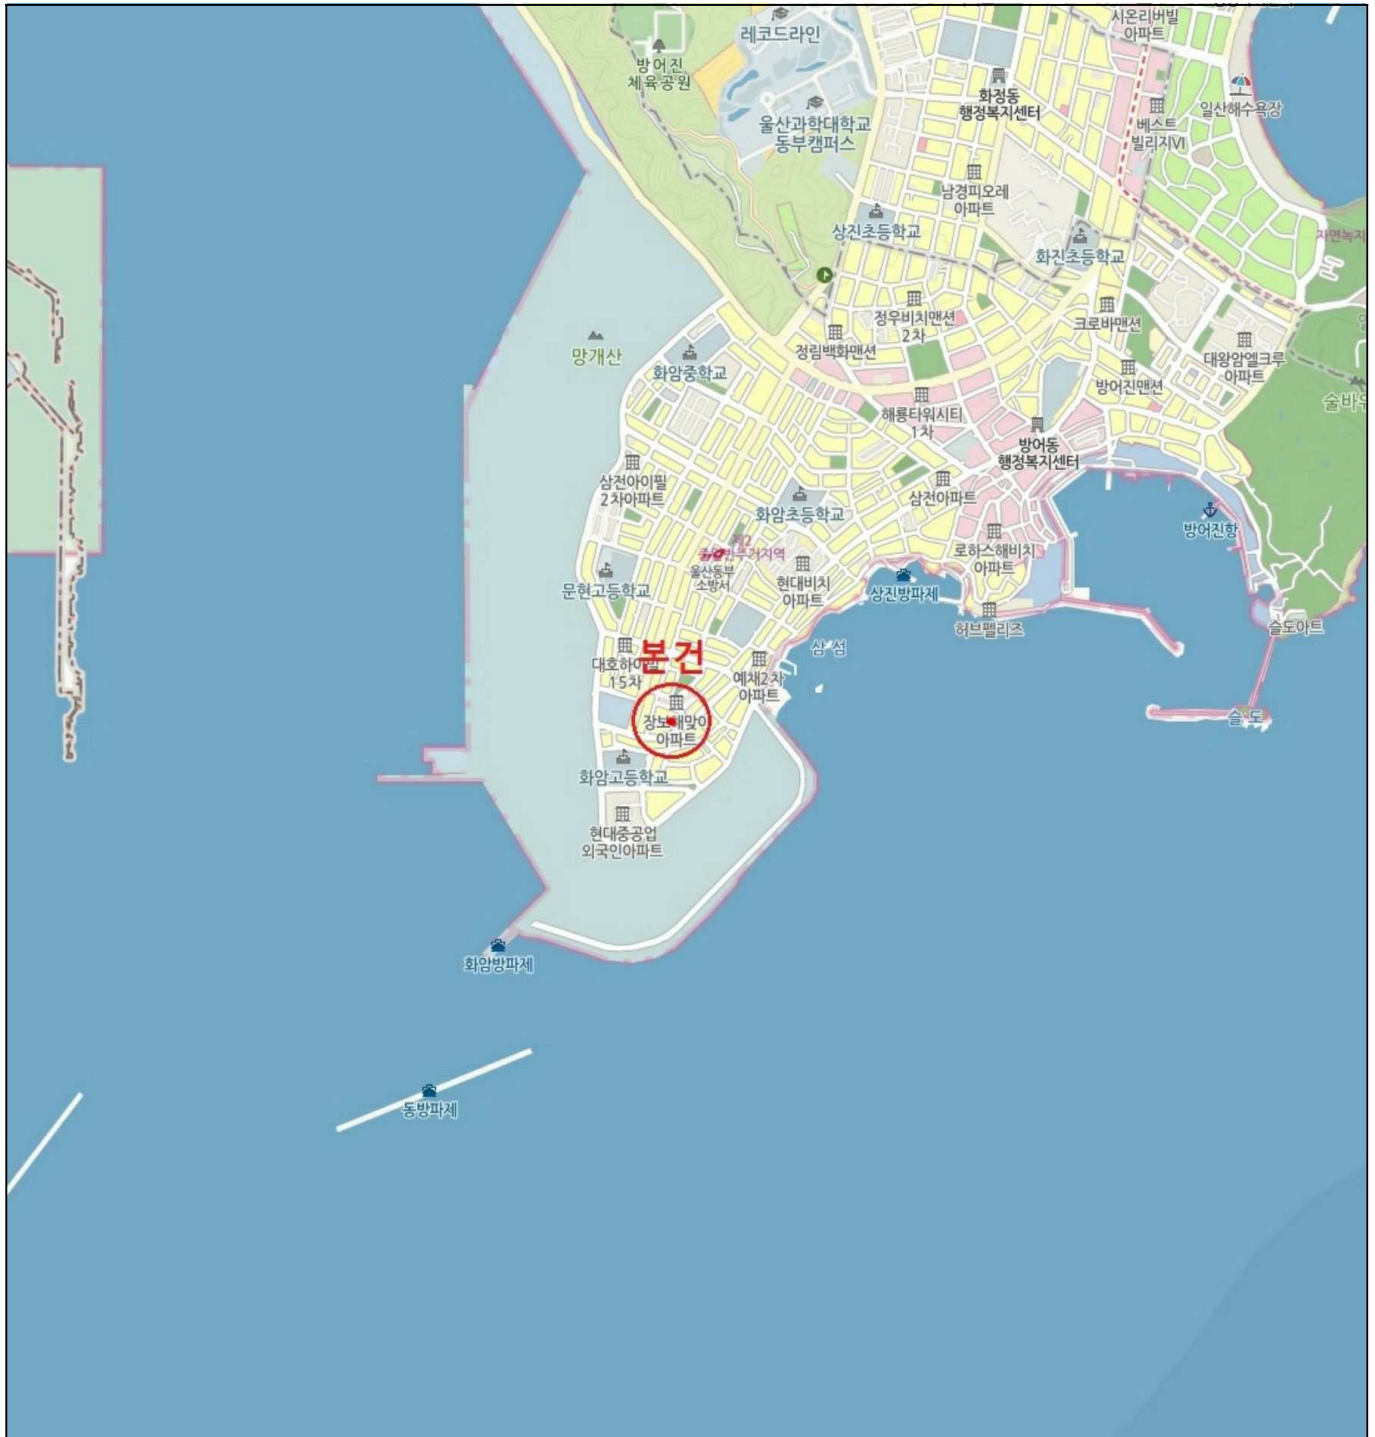 시온리버빌
아파트
레코드라인
방어진
체육공원
화정동
행정복지센터
일산해수욕장
베스트
빌리지Ⅵ
울산과학대학교
동부캠퍼스
남경피오레
아파트
상진초등학교
화진초등학교
자연녹지
정우비치맨션
2차
크로바맨션
망개산
정림백화맨션
대왕암엘크루
아파트
화암중학교
방어진맨션
해룡타워시티
1차
방어동
행정복지센터
삼전아이필
2차아파트
삼전아파트
화암초등학교
방어진항
제2
로하스해비치
아파트
울산동부
소방서
현대비치
아파트
문현고등학교
상진방파제
허브펠리즈
슬도아트
본건
삼섬
대호하이빌
15차
예채2차
아파트
슬도
장보해맞이
아파트
화암고등학교
현대중공업
외국인아파트
화암방파제
동방파제